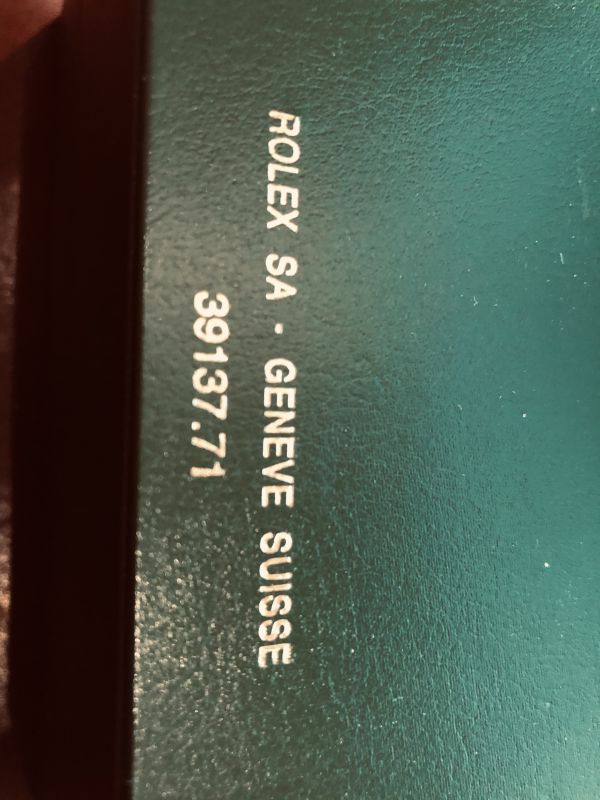 ROLEX SA · GENEVE SUISSE
39137.71